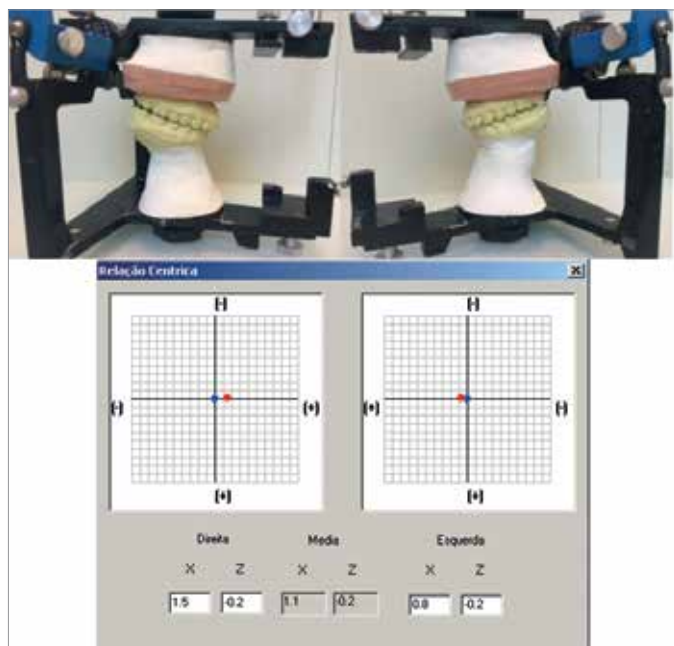 Relação Centrica
(-) (-)
(-) (+) (+) (-)
(+) (+)
Direita Media Esquerda
X Z X Z X Z
1.5 -0.2 1.1 -0.2 0.8 -0.2